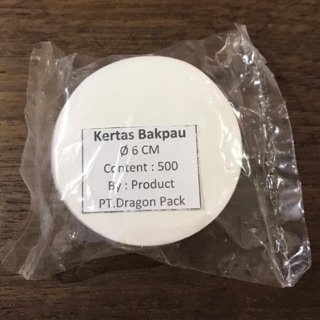 Kertas Bakpau
Ø 6 CM
Content : 500
By : Product
PT.Dragon Pack